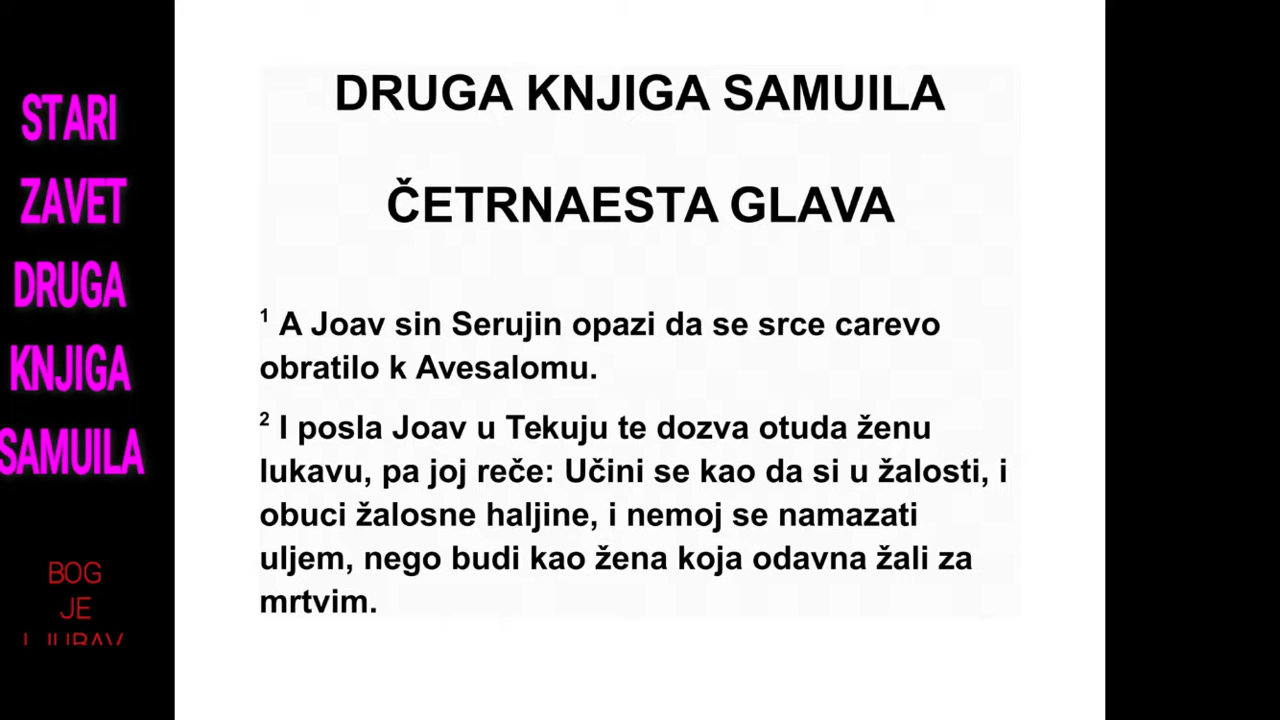 STARI
ZAVET
DRUGA
KNJIGA
SAMUILA
BOG
JE
LJUBAV
DRUGA KNJIGA SAMUILA
ČETRNAESTA GLAVA
1 A Joav sin Serujin opazi da se srce carevo
obratilo k Avesalomu.
2 I posla Joav u Tekuju te dozva otuda ženu
lukavu, pa joj reče: Učini se kao da si u žalosti, i
obuci žalosne haljine, i nemoj se namazati
uljem, nego budi kao žena koja odavna žali za
mrtvim.